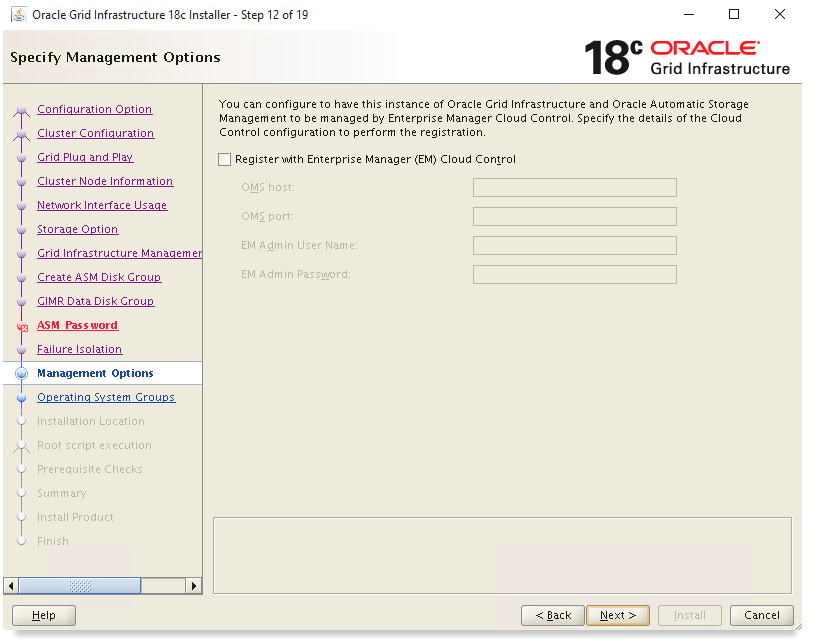 Oracle Grid Infrastructure 18c Installer - Step 12 of 19
Specify Management Options
18c ORACLE
Grid Infrastructure
Configuration Option
Cluster Configuration
Grid Plug and Play
Cluster Node Information
Network Interface Usage
Storage Option
Grid Infrastructure Managemer
Create ASM Disk Group
GIMR Data Disk Group
ASM Password
Failure Isolation
Management Options
Operating System Groups
Installation Location
Root script execution
Prerequisite Checks
Summary
Install Product
Finish
You can configure to have this instance of Oracle Grid Infrastructure and Oracle Automatic Storage
Management to be managed by Enterprise Manager Cloud Control. Specify the details of the Cloud
Control configuration to perform the registration.
Register with Enterprise Manager (EM) Cloud Control
OMS host:
OMS port:
EM Admin User Name:
EM Admin Password:
Help
< Back
Next >
Install
Cancel